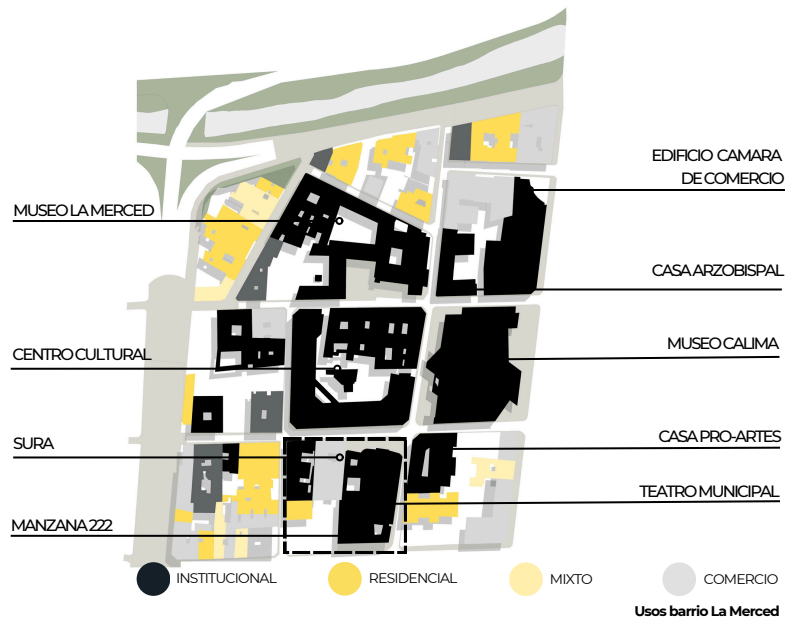 EDIFICIO CAMARA
DE COMERCIO
MUSEO LA MERCED
CASA ARZOBISPAL
MUSEO CALIMA
CENTRO CULTURAL
CASA PRO-ARTES
SURA
TEATRO MUNICIPAL
MANZANA 222
INSTITUCIONAL
RESIDENCIAL
MIXTO
COMERCIO
Usos barrio La Merced